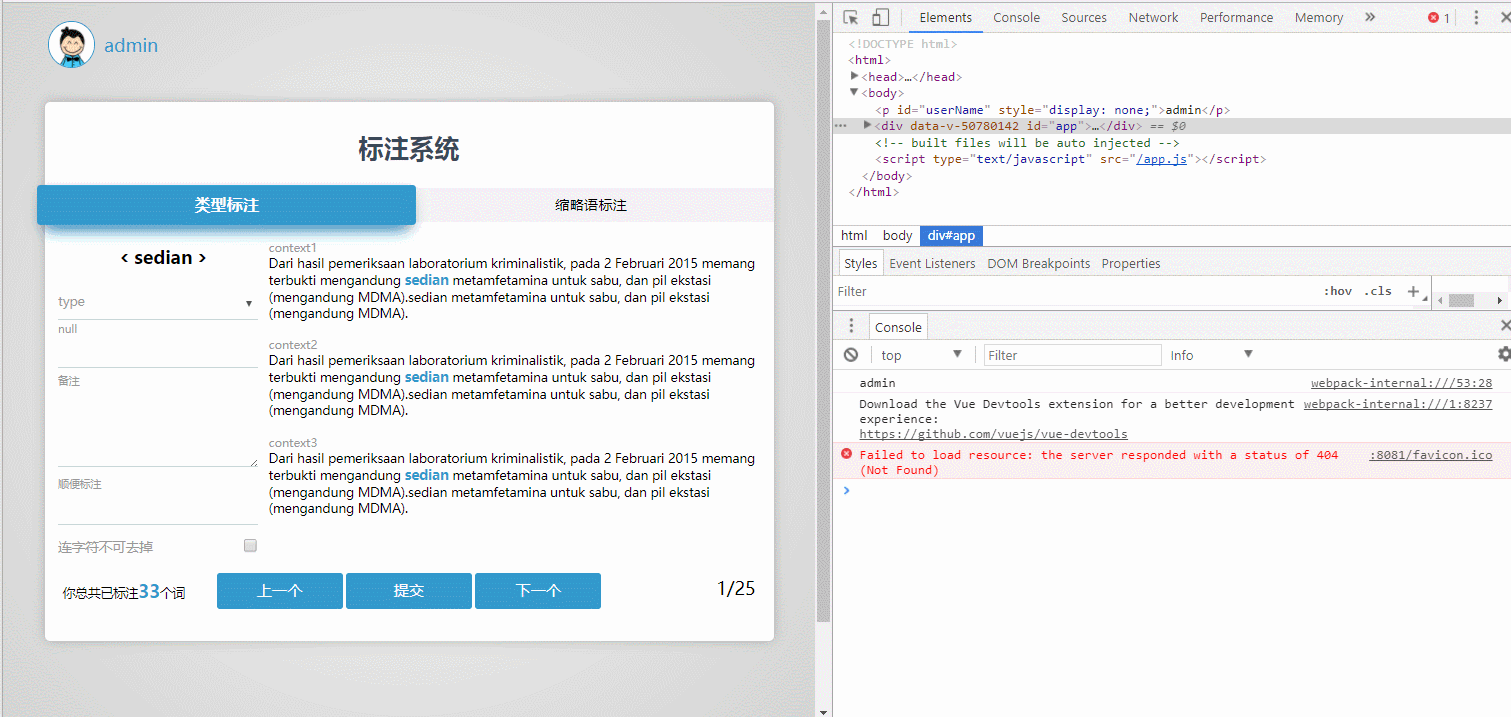 admin
标注系统
类型标注
缩略语标注
< sedian >
type
null
备注
顺便标注
连字符不可去掉
context1
Dari hasil pemeriksaan laboratorium kriminalistik, pada 2 Februari 2015 memang
terbukti mengandung sedian metamfetamina untuk sabu, dan pil ekstasi
(mengandung MDMA).sedian metamfetamina untuk sabu, dan pil ekstasi
(mengandung MDMA).
context2
Dari hasil pemeriksaan laboratorium kriminalistik, pada 2 Februari 2015 memang
terbukti mengandung sedian metamfetamina untuk sabu, dan pil ekstasi
(mengandung MDMA).sedian metamfetamina untuk sabu, dan pil ekstasi
(mengandung MDMA).
context3
Dari hasil pemeriksaan laboratorium kriminalistik, pada 2 Februari 2015 memang
terbukti mengandung sedian metamfetamina untuk sabu, dan pil ekstasi
(mengandung MDMA).sedian metamfetamina untuk sabu, dan pil ekstasi
(mengandung MDMA).
你总共已标注33个词
上一个
提交
下一个
1/25
Elements Console Sources Network Performance Memory » 1
<!DOCTYPE html>
<html>
<head>…</head>
<body>
<p id="userName" style="display: none;">admin</p>
<div data-v-50780142 id="app">…</div> == $0
<!-- built files will be auto injected -->
<script type="text/javascript" src="/app.js"></script>
</body>
</html>
html body div#app
Styles Event Listeners DOM Breakpoints Properties
Filter :hov .cls +
Console
top Filter Info
admin webpack-internal:///53:28
Download the Vue Devtools extension for a better development webpack-internal:///1:8237
experience:
https://github.com/vuejs/vue-devtools
Failed to load resource: the server responded with a status of 404 :8081/favicon.ico
(Not Found)